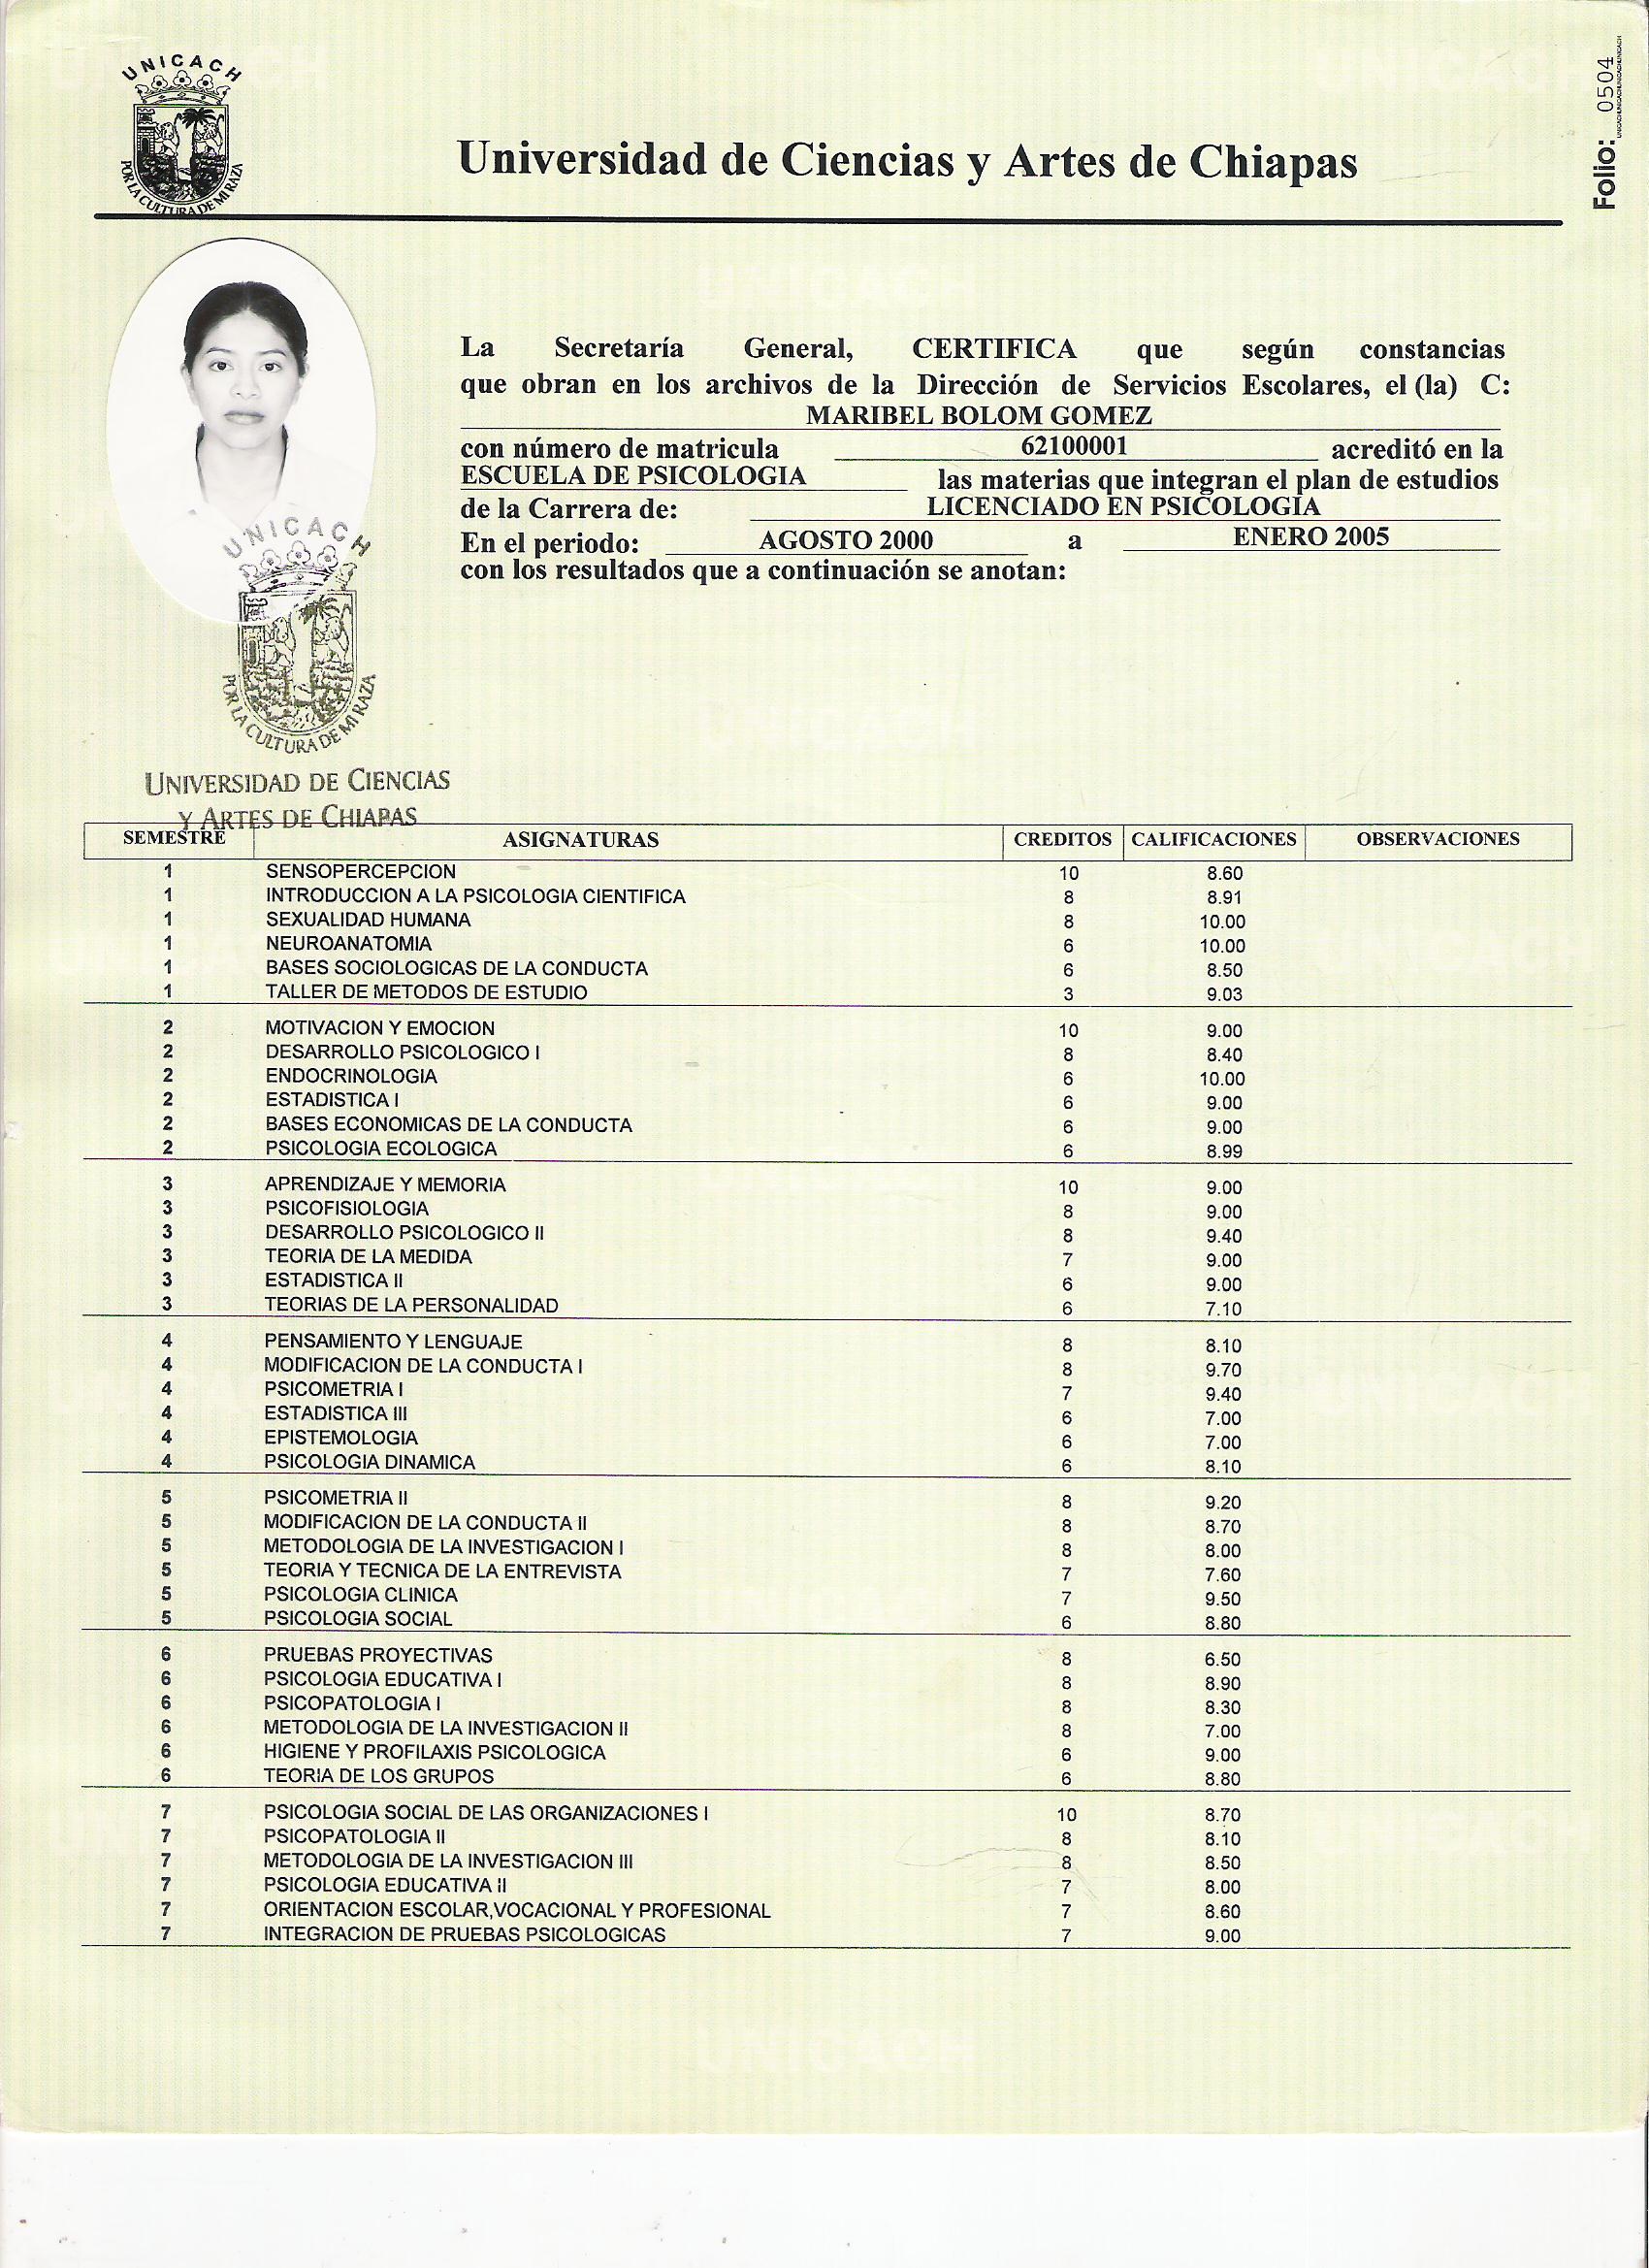 UNICACH
POR LA CULTURA DE MI RAZA
Universidad de Ciencias y Artes de Chiapas
Folio: 0504
La Secretaría General, CERTIFICA que según constancias
que obran en los archivos de la Dirección de Servicios Escolares, el (la) C:
MARIBEL BOLOM GOMEZ
con número de matricula 62100001 acreditó en la
ESCUELA DE PSICOLOGIA las materias que integran el plan de estudios
de la Carrera de: LICENCIADO EN PSICOLOGIA
En el periodo: AGOSTO 2000 a ENERO 2005
con los resultados que a continuación se anotan:
UNICACH
POR LA CULTURA DE MI RAZA
UNIVERSIDAD DE CIENCIAS
Y ARTES DE CHIAPAS
SEMESTRE ASIGNATURAS CREDITOS CALIFICACIONES OBSERVACIONES
1 SENSOPERCEPCION 10 8.60
1 INTRODUCCION A LA PSICOLOGIA CIENTIFICA 8 8.91
1 SEXUALIDAD HUMANA 8 10.00
1 NEUROANATOMIA 6 10.00
1 BASES SOCIOLOGICAS DE LA CONDUCTA 6 8.50
1 TALLER DE METODOS DE ESTUDIO 3 9.03
2 MOTIVACION Y EMOCION 10 9.00
2 DESARROLLO PSICOLOGICO I 8 8.40
2 ENDOCRINOLOGIA 6 10.00
2 ESTADISTICA I 6 9.00
2 BASES ECONOMICAS DE LA CONDUCTA 6 9.00
2 PSICOLOGIA ECOLOGICA 6 8.99
3 APRENDIZAJE Y MEMORIA 10 9.00
3 PSICOFISIOLOGIA 8 9.00
3 DESARROLLO PSICOLOGICO II 8 9.40
3 TEORIA DE LA MEDIDA 7 9.00
3 ESTADISTICA II 6 9.00
3 TEORIAS DE LA PERSONALIDAD 6 7.10
4 PENSAMIENTO Y LENGUAJE 8 8.10
4 MODIFICACION DE LA CONDUCTA I 8 9.70
4 PSICOMETRIA I 7 9.40
4 ESTADISTICA III 6 7.00
4 EPISTEMOLOGIA 6 7.00
4 PSICOLOGIA DINAMICA 6 8.10
5 PSICOMETRIA II 8 9.20
5 MODIFICACION DE LA CONDUCTA II 8 8.70
5 METODOLOGIA DE LA INVESTIGACION I 8 8.00
5 TEORIA Y TECNICA DE LA ENTREVISTA 7 7.60
5 PSICOLOGIA CLINICA 7 9.50
5 PSICOLOGIA SOCIAL 6 8.80
6 PRUEBAS PROYECTIVAS 8 6.50
6 PSICOLOGIA EDUCATIVA I 8 8.90
6 PSICOPATOLOGIA I 8 8.30
6 METODOLOGIA DE LA INVESTIGACION II 8 7.00
6 HIGIENE Y PROFILAXIS PSICOLOGICA 6 9.00
6 TEORIA DE LOS GRUPOS 6 8.80
7 PSICOLOGIA SOCIAL DE LAS ORGANIZACIONES I 10 8.70
7 PSICOPATOLOGIA II 8 8.10
7 METODOLOGIA DE LA INVESTIGACION III 8 8.50
7 PSICOLOGIA EDUCATIVA II 7 8.00
7 ORIENTACION ESCOLAR,VOCACIONAL Y PROFESIONAL 7 8.60
7 INTEGRACION DE PRUEBAS PSICOLOGICAS 7 9.00
UNICACH